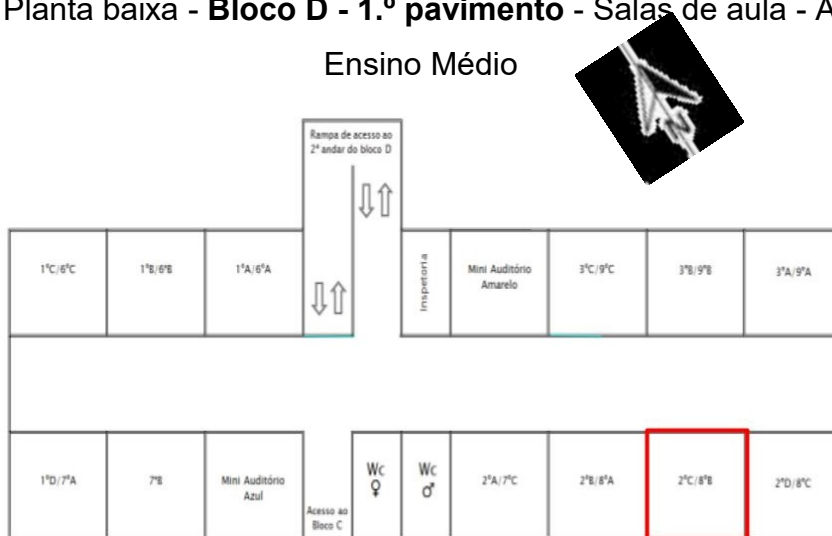 Planta baixa - Bloco D - 1.º pavimento - Salas de aula - A
Ensino Médio
N
Rampa de acesso ao
2º andar do bloco D
1ºC/6ºC
1ºB/6ºB
1ºA/6ºA
Inspetoria
Mini Auditório
Amarelo
3ºC/9ºC
3ºB/9ºB
3ºA/9ºA
1ºD/7ºA
7ºB
Mini Auditório
Azul
Acesso ao
Bloco C
Wc
Wc
2ºA/7ºC
2ºB/8ºA
2ºC/8ºB
2ºD/8ºC